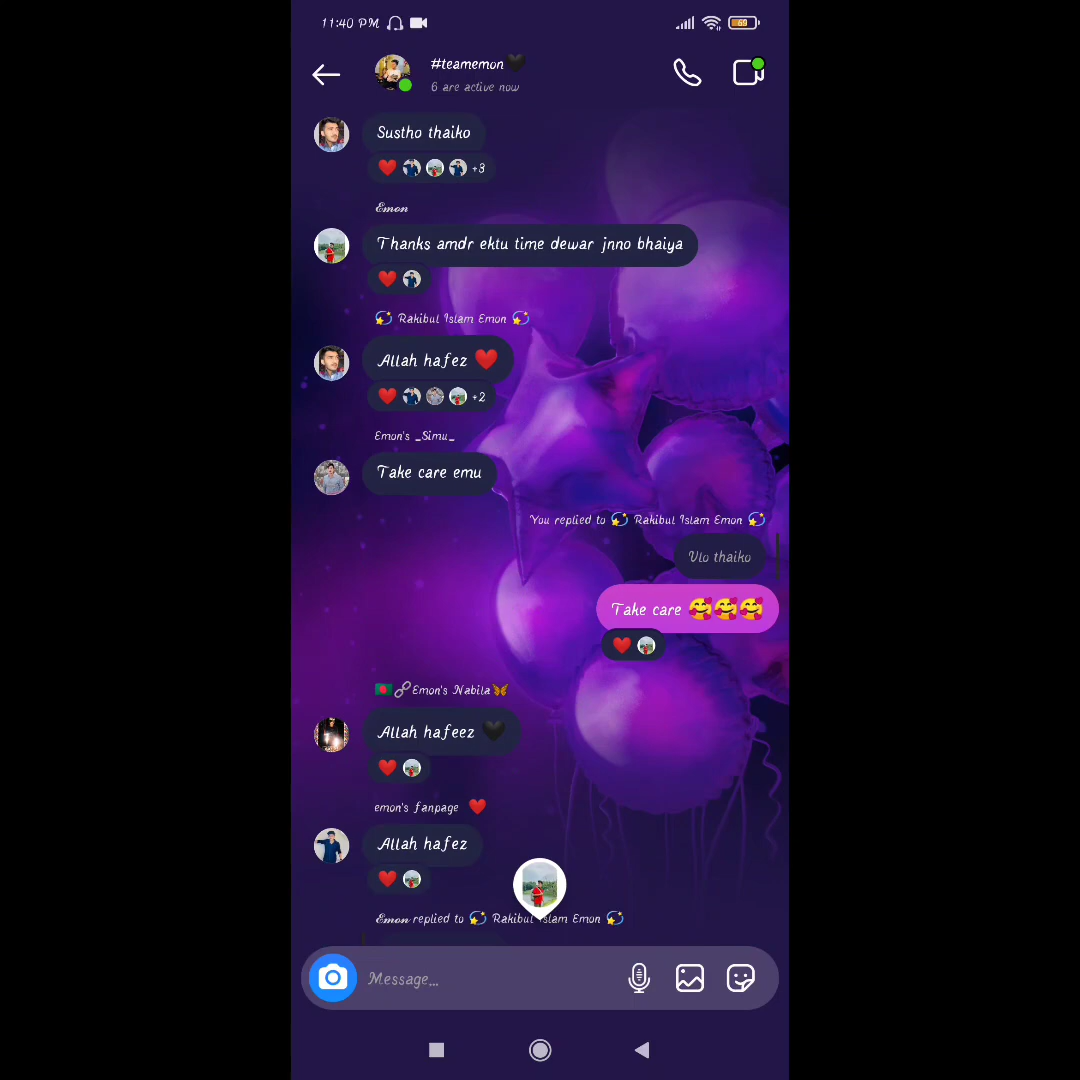 11:40 PM
69
#teamemon🖤
6 are active now
Sustho thaiko
❤️ +3
Emon
Thanks amdr ektu time dewar jnno bhaiya
❤️
💫 Rakibul Islam Emon 💫
Allah hafez ❤️
❤️ +2
Emon's _Simu_
Take care emu
You replied to 💫 Rakibul Islam Emon 💫
Vlo thaiko
Take care 🥰🥰🥰
❤️
🇧🇩🔗Emon's Nabila🦋
Allah hafeez 🖤
❤️
emon's fanpage ❤️
Allah hafez
❤️
Emon replied to 💫 Rakibul Islam Emon 💫
Message...